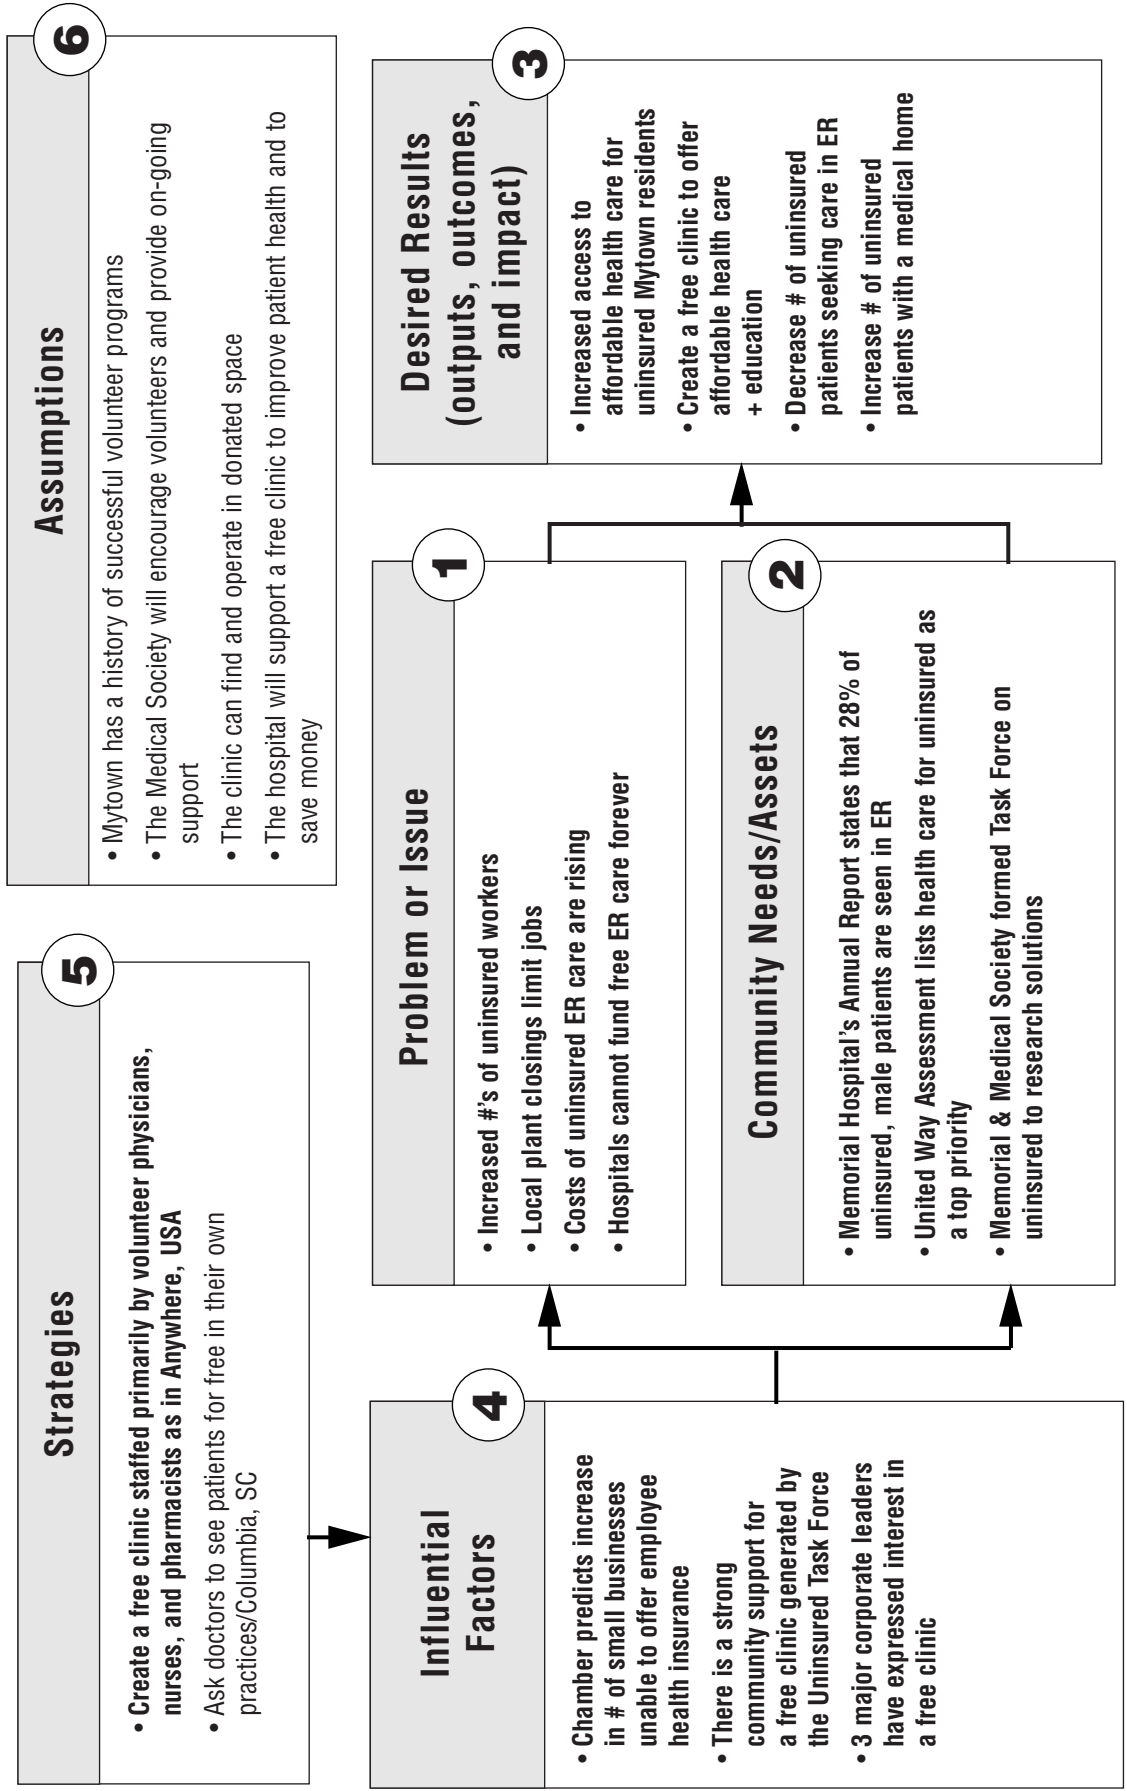 Strategies
5
• Create a free clinic staffed primarily by volunteer physicians,
nurses, and pharmacists as in Anywhere, USA
• Ask doctors to see patients for free in their own
practices/Columbia, SC
Assumptions
6
• Mytown has a history of successful volunteer programs
• The Medical Society will encourage volunteers and provide on-going
support
• The clinic can find and operate in donated space
• The hospital will support a free clinic to improve patient health and to
save money
Influential
Factors
4
• Chamber predicts increase
in # of small businesses
unable to offer employee
health insurance
• There is a strong
community support for
a free clinic generated by
the Uninsured Task Force
• 3 major corporate leaders
have expressed interest in
a free clinic
Problem or Issue
1
• Increased #'s of uninsured workers
• Local plant closings limit jobs
• Costs of uninsured ER care are rising
• Hospitals cannot fund free ER care forever
Community Needs/Assets
2
• Memorial Hospital's Annual Report states that 28% of
uninsured, male patients are seen in ER
• United Way Assessment lists health care for uninsured as
a top priority
• Memorial & Medical Society formed Task Force on
uninsured to research solutions
Desired Results
(outputs, outcomes,
and impact)
3
• Increased access to
affordable health care for
uninsured Mytown residents
• Create a free clinic to offer
affordable health care
+ education
• Decrease # of uninsured
patients seeking care in ER
• Increase # of uninsured
patients with a medical home